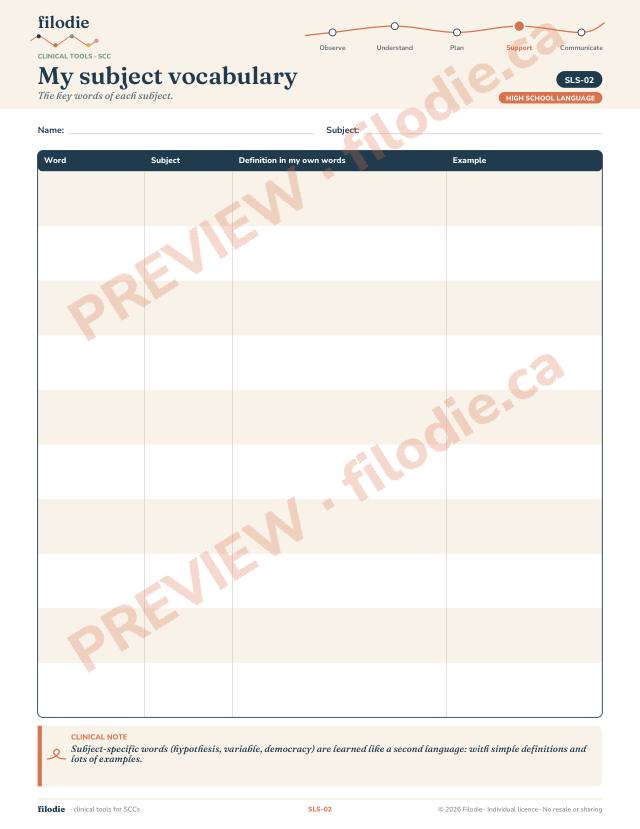 filodie
Observe Understand Plan Support Communicate
CLINICAL TOOLS · SCC
My subject vocabulary
SLS-02
The key words of each subject.
HIGH SCHOOL LANGUAGE
Name: Subject:
Word Subject Definition in my own words Example
PREVIEW · filodie.ca
PREVIEW · filodie.ca
CLINICAL NOTE
Subject-specific words (hypothesis, variable, democracy) are learned like a second language: with simple definitions and
lots of examples.
filodie · clinical tools for SCCs SLS-02 © 2026 Filodie · Individual licence · No resale or sharing